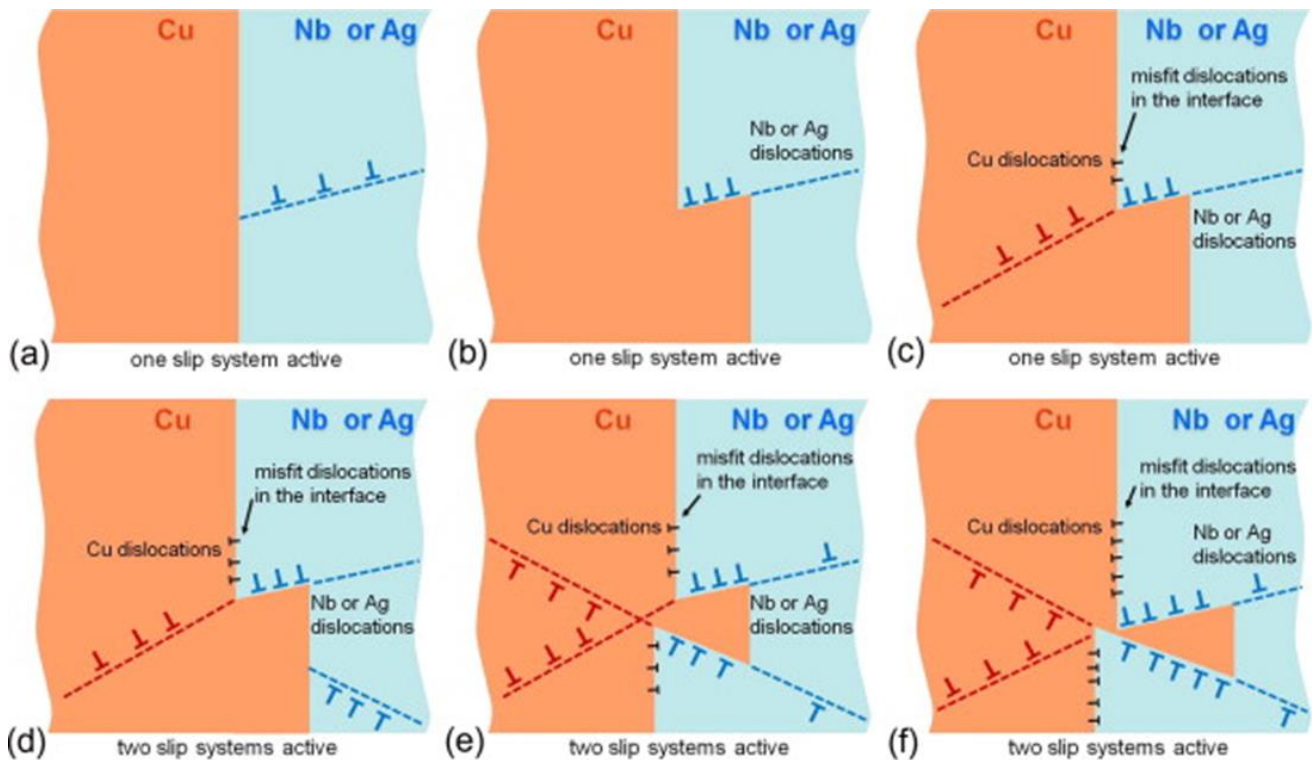 Cu
Nb or Ag
(a)
one slip system active
Cu
Nb or Ag
Nb or Ag
dislocations
(b)
one slip system active
Cu
Nb or Ag
misfit dislocations
in the interface
Cu dislocations
Nb or Ag
dislocations
(c)
one slip system active
Cu
Nb or Ag
misfit dislocations
in the interface
Cu dislocations
Nb or Ag
dislocations
(d)
two slip systems active
Cu
Nb or Ag
misfit dislocations
in the interface
Cu dislocations
Nb or Ag
dislocations
(e)
two slip systems active
Cu
Nb or Ag
misfit dislocations
in the interface
Cu dislocations
Nb or Ag
dislocations
(f)
two slip systems active